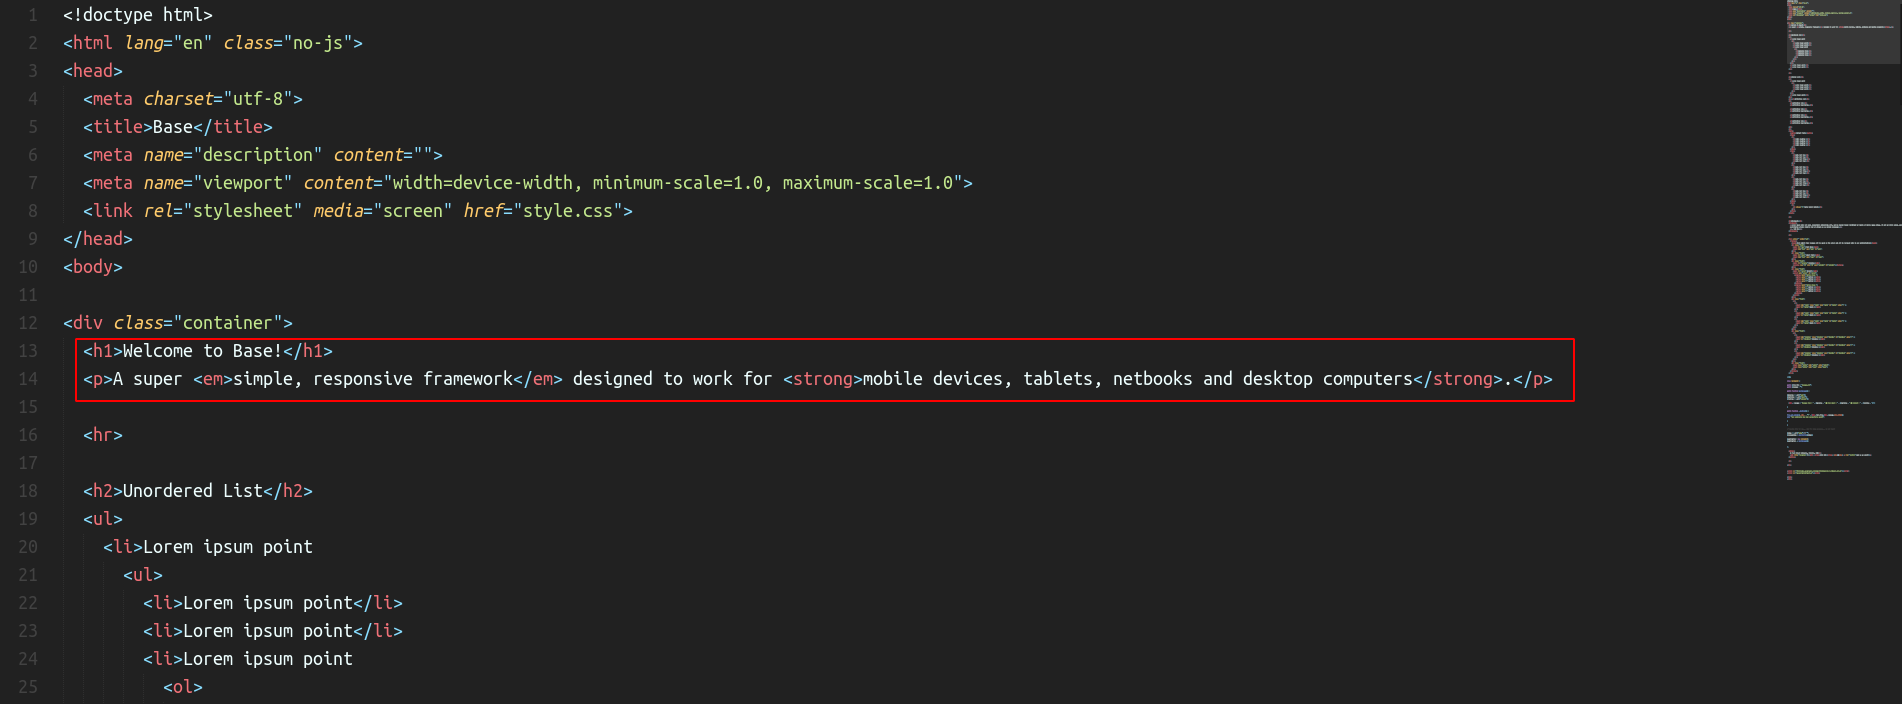 1 <!doctype html>
2 <html lang="en" class="no-js">
3 <head>
4   <meta charset="utf-8">
5   <title>Base</title>
6   <meta name="description" content="">
7   <meta name="viewport" content="width=device-width, minimum-scale=1.0, maximum-scale=1.0">
8   <link rel="stylesheet" media="screen" href="style.css">
9 </head>
10 <body>
11
12 <div class="container">
13   <h1>Welcome to Base!</h1>
14   <p>A super <em>simple, responsive framework</em> designed to work for <strong>mobile devices, tablets, netbooks and desktop computers</strong>.</p>
15
16   <hr>
17
18   <h2>Unordered List</h2>
19   <ul>
20     <li>Lorem ipsum point
21       <ul>
22         <li>Lorem ipsum point</li>
23         <li>Lorem ipsum point</li>
24         <li>Lorem ipsum point
25           <ol>